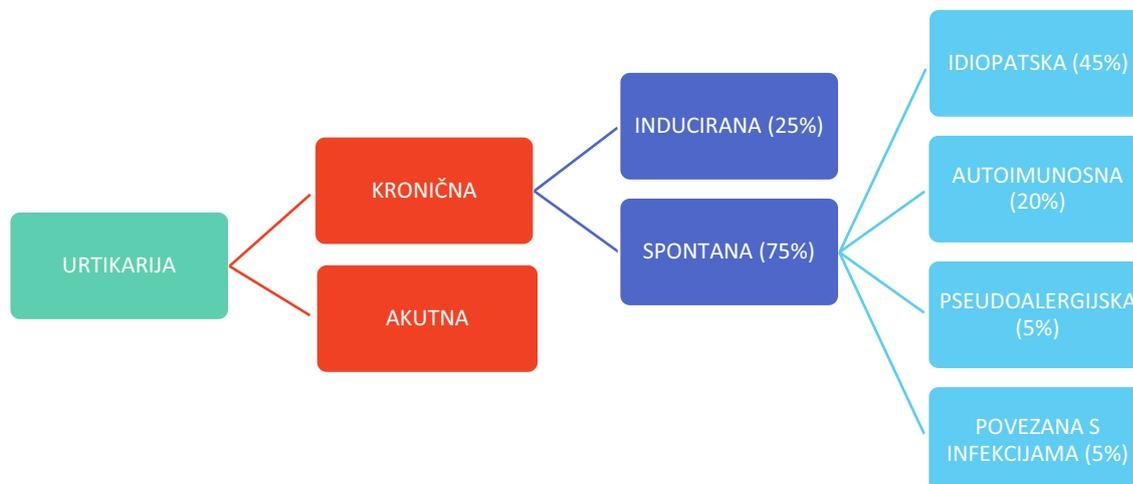 URTIKARIJA
KRONIČNA
AKUTNA
INDUCIRANA (25%)
SPONTANA (75%)
IDIOPATSKA (45%)
AUTOIMUNOSNA
(20%)
PSEUDOALERGIJSKA
(5%)
POVEZANA S
INFEKCIJAMA (5%)